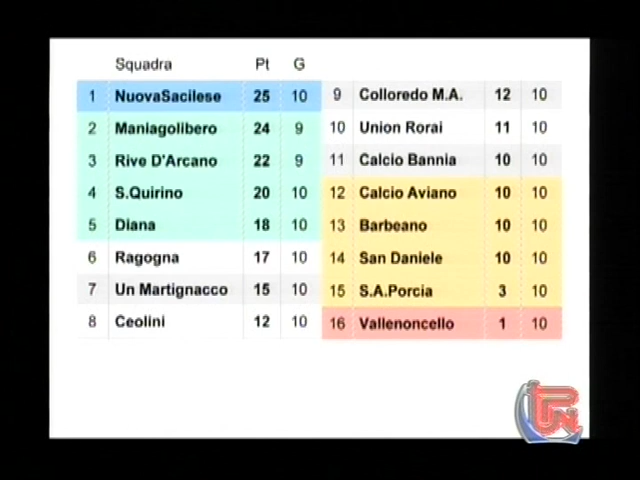 Squadra Pt G
1 NuovaSacilese 25 10
2 Maniagolibero 24 9
3 Rive D'Arcano 22 9
4 S.Quirino 20 10
5 Diana 18 10
6 Ragogna 17 10
7 Un Martignacco 15 10
8 Ceolini 12 10
9 Colloredo M.A. 12 10
10 Union Rorai 11 10
11 Calcio Bannia 10 10
12 Calcio Aviano 10 10
13 Barbeano 10 10
14 San Daniele 10 10
15 S.A.Porcia 3 10
16 Vallenoncello 1 10